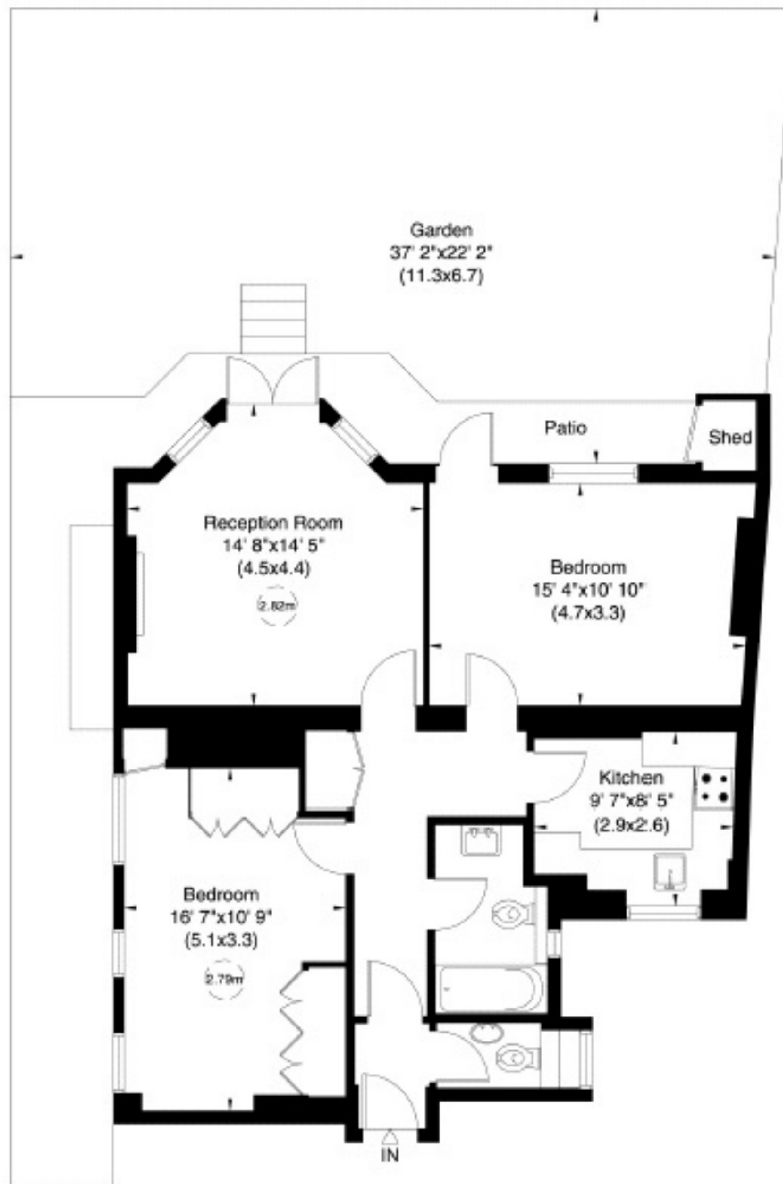 Garden
37' 2"x22' 2"
(11.3x6.7)
Patio
Shed
Reception Room
14' 8"x14' 5"
(4.5x4.4)
2.82m
Bedroom
15' 4"x10' 10"
(4.7x3.3)
Kitchen
9' 7"x8' 5"
(2.9x2.6)
Bedroom
16' 7"x10' 9"
(5.1x3.3)
2.79m
IN